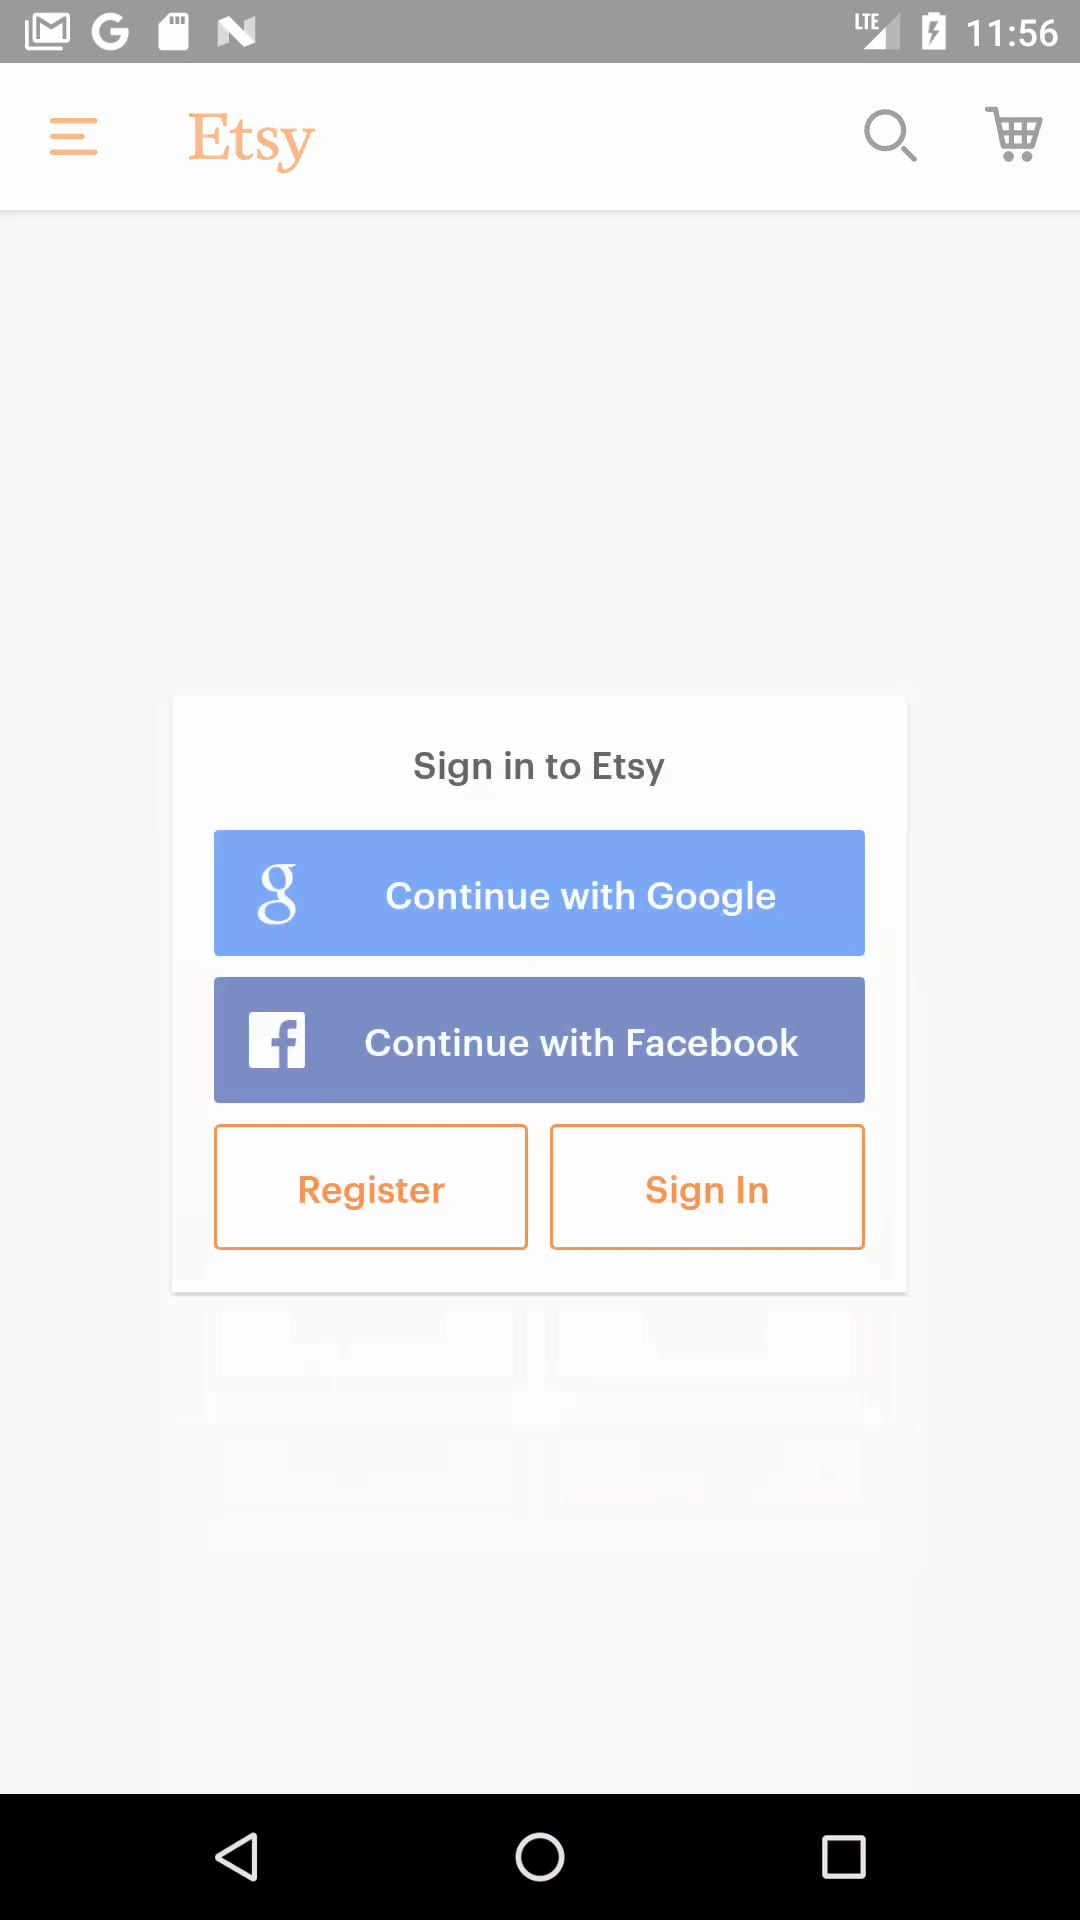 LTE 11:56
Etsy
Sign in to Etsy
g Continue with Google
f Continue with Facebook
Register Sign In